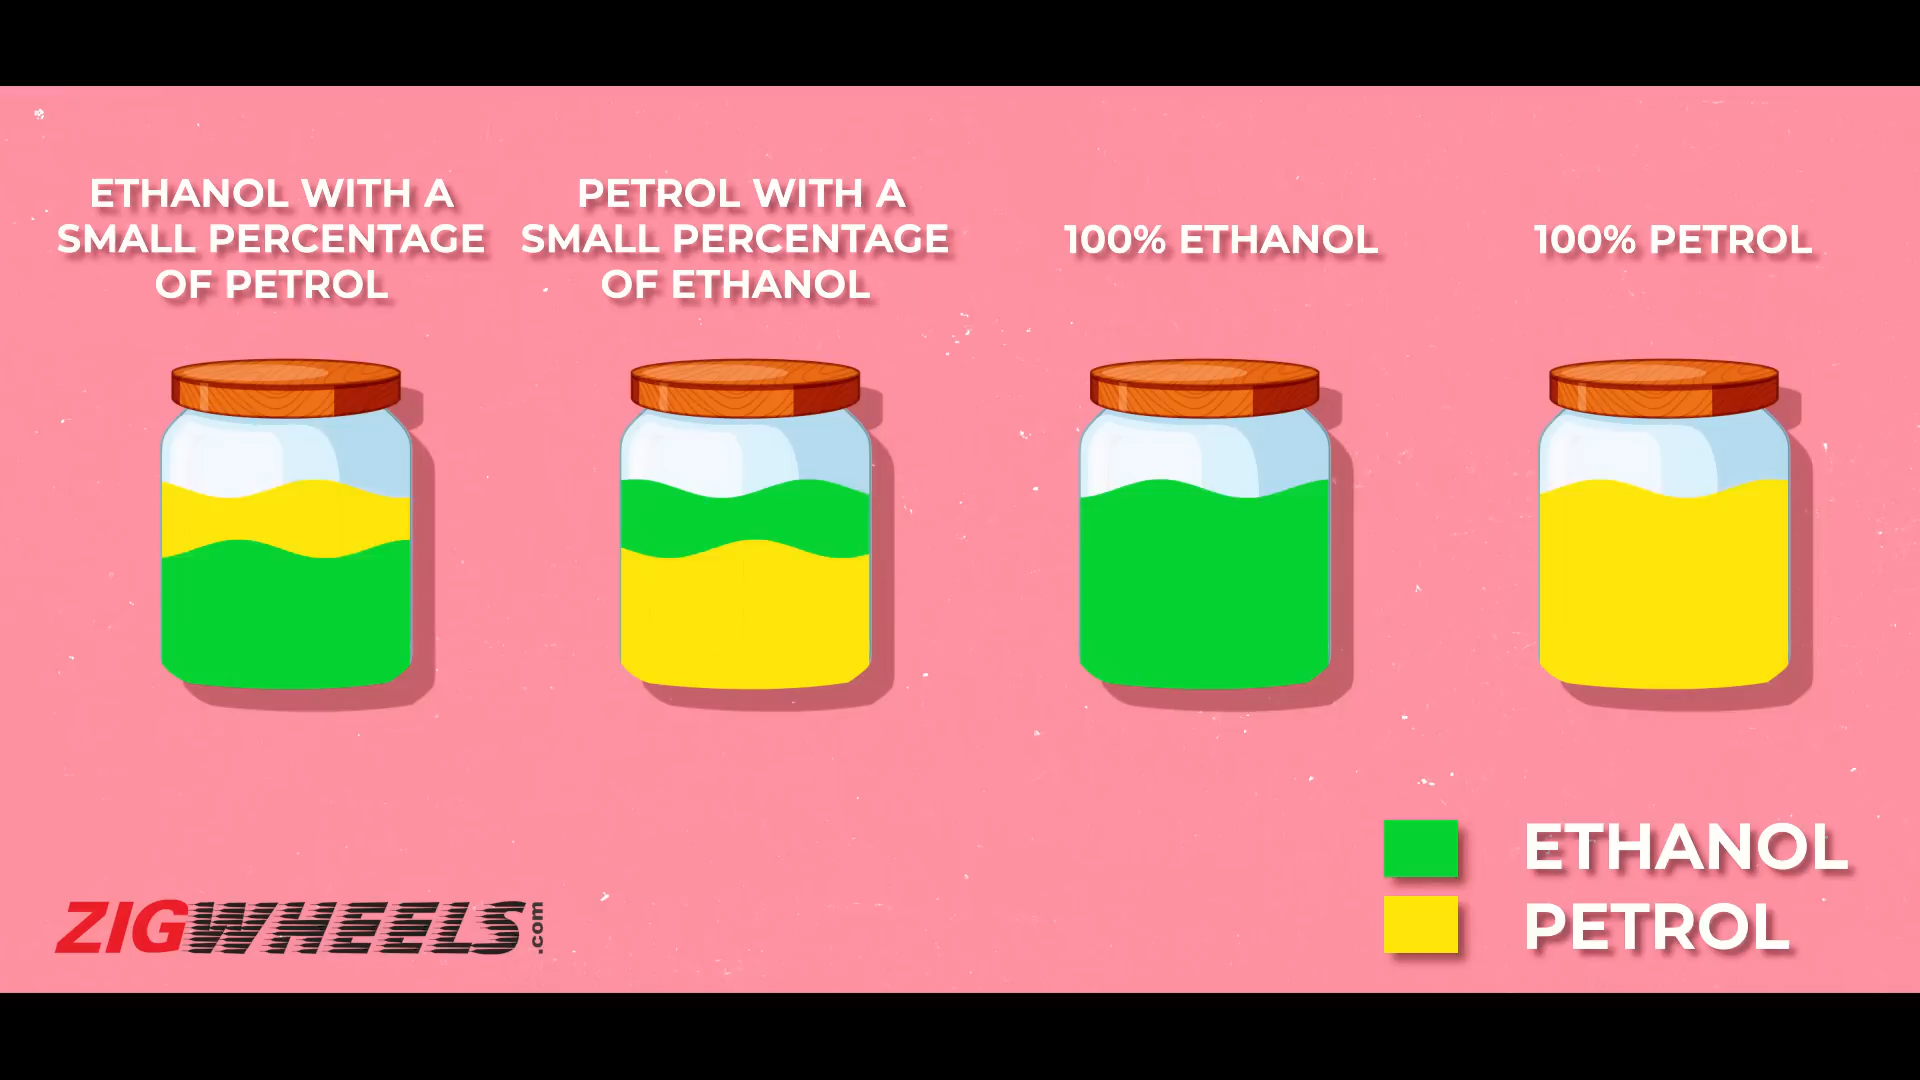 ETHANOL WITH A
SMALL PERCENTAGE
OF PETROL
PETROL WITH A
SMALL PERCENTAGE
OF ETHANOL
100% ETHANOL
100% PETROL
ETHANOL
PETROL
ZIGWHEELS.com